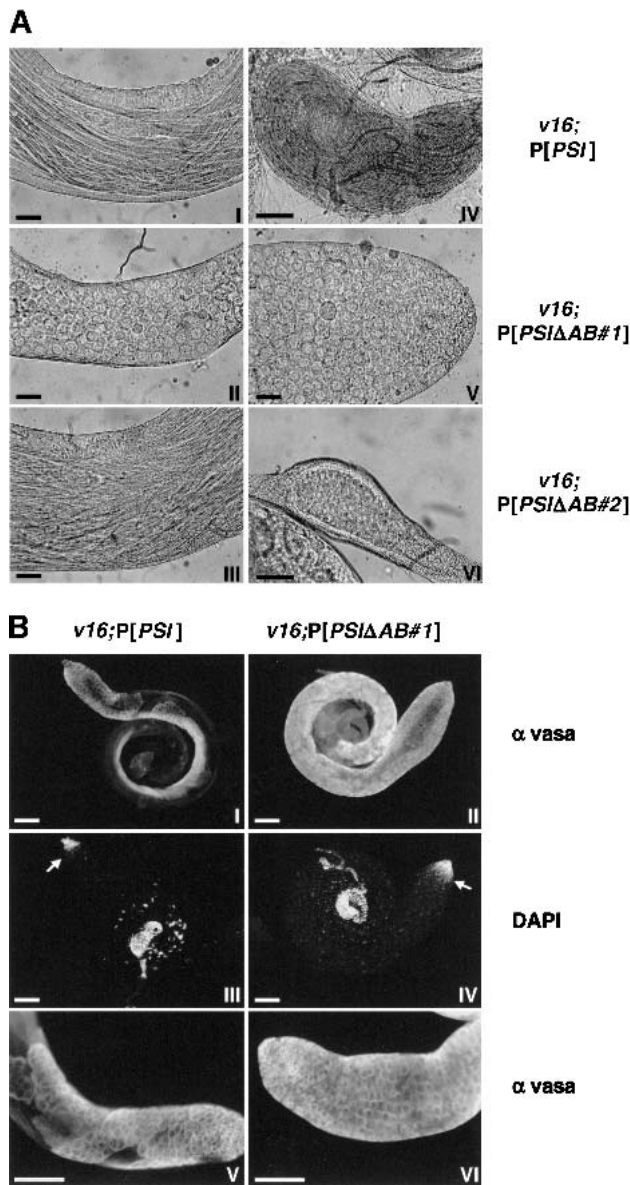 A
I
IV
v16;
P[PSI]
II
V
v16;
P[PSIΔAB#1]
III
VI
v16;
P[PSIΔAB#2]
B
v16;P[PSI]
v16;P[PSIΔAB#1]
I
II
α vasa
III
IV
DAPI
V
VI
α vasa